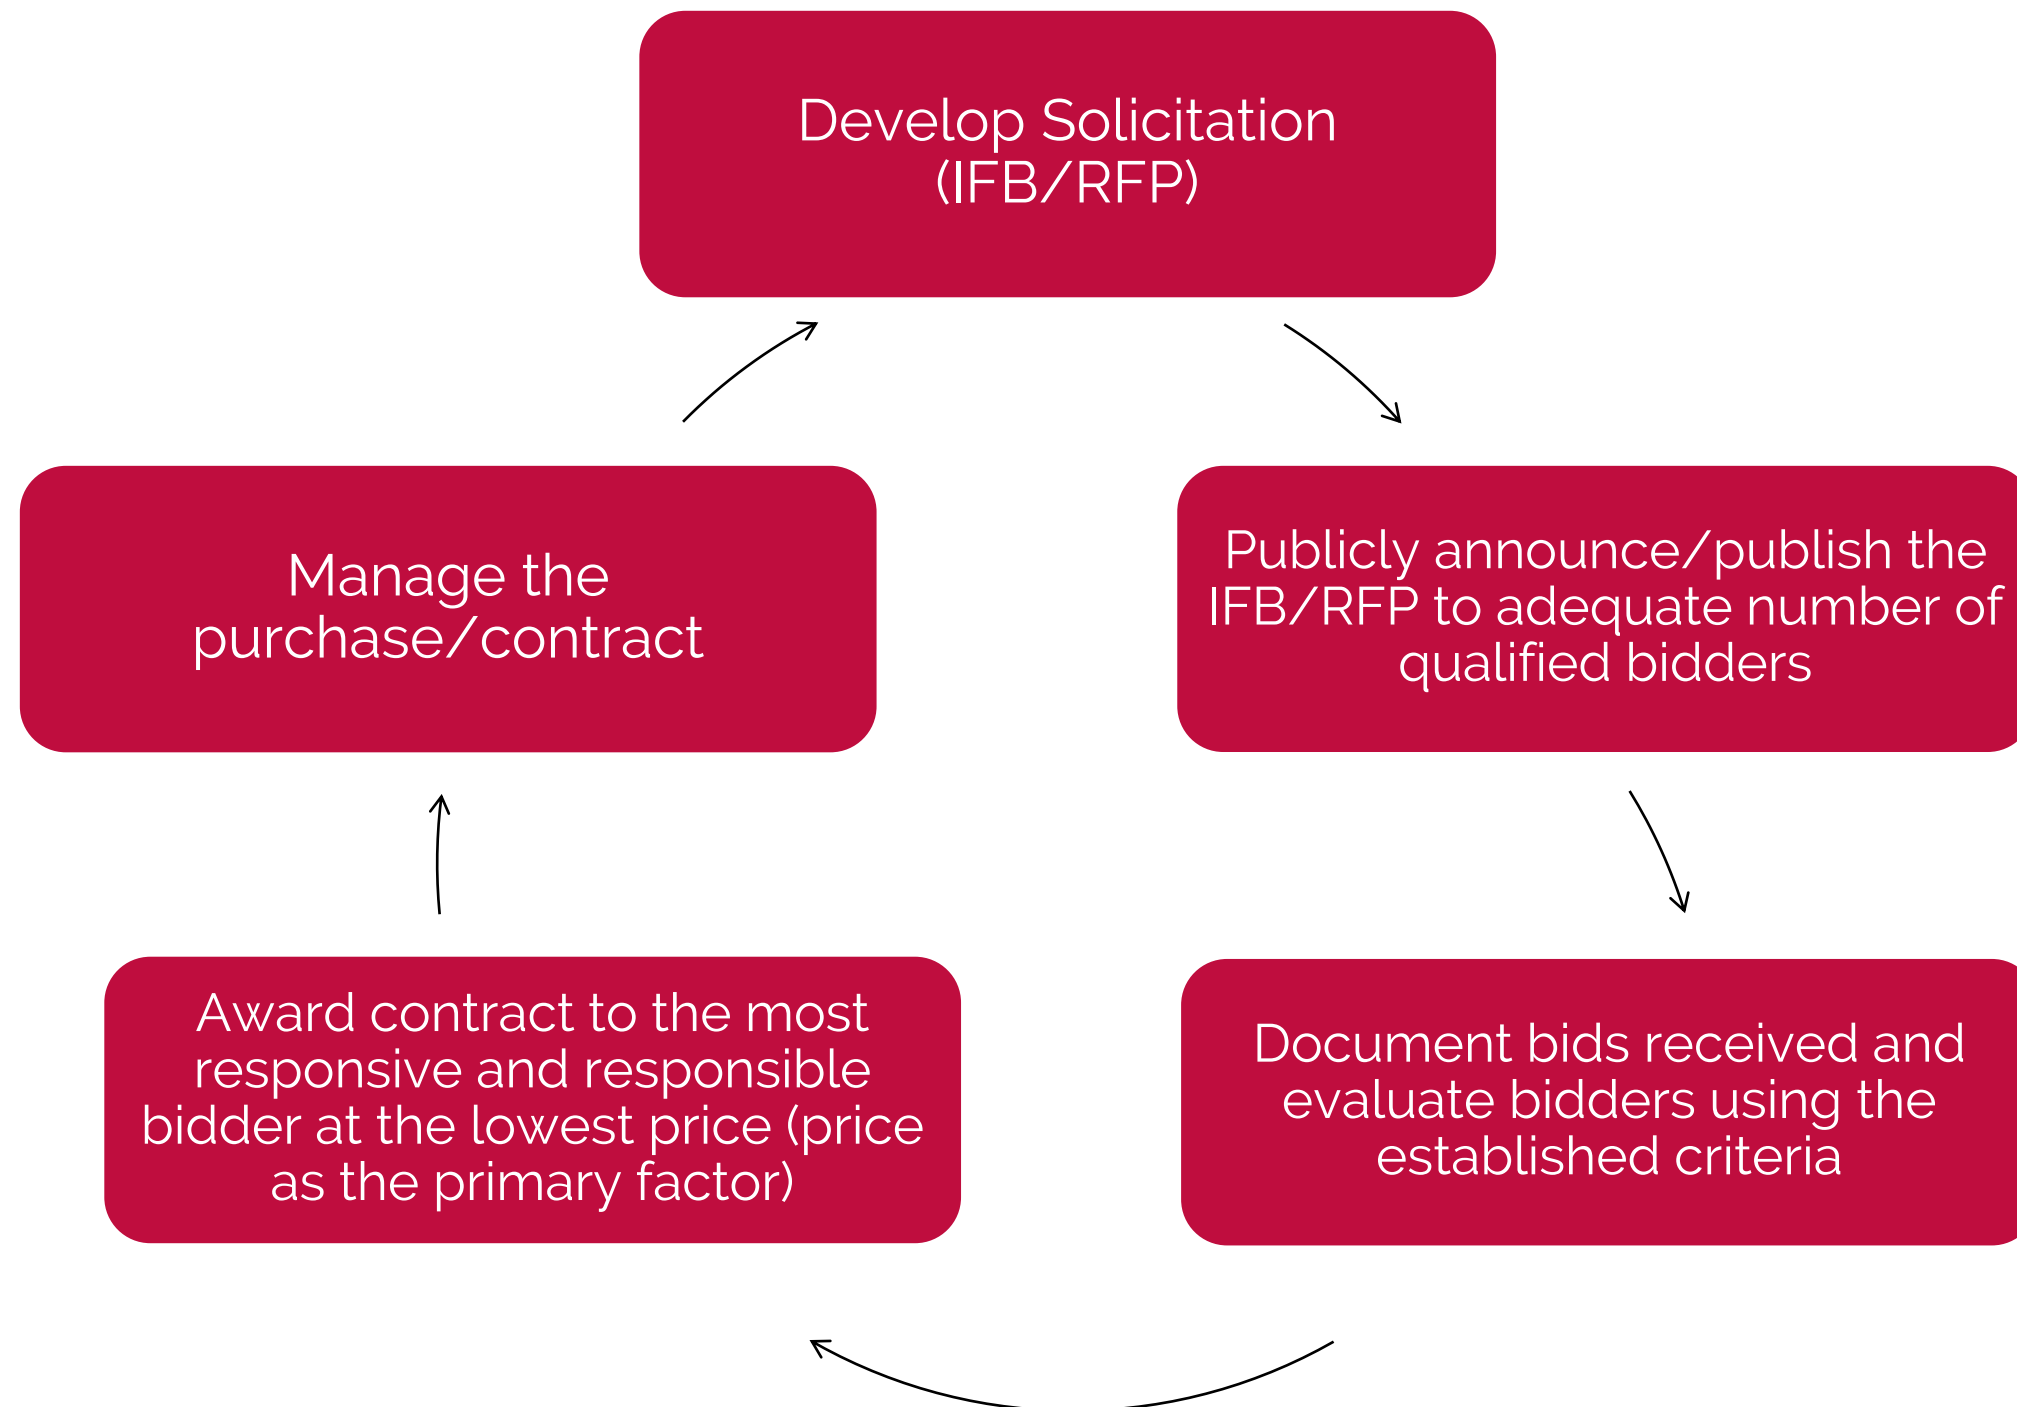 Develop Solicitation
(IFB/RFP)
Publicly announce/publish the
IFB/RFP to adequate number of
qualified bidders
Document bids received and
evaluate bidders using the
established criteria
Award contract to the most
responsive and responsible
bidder at the lowest price (price
as the primary factor)
Manage the
purchase/contract